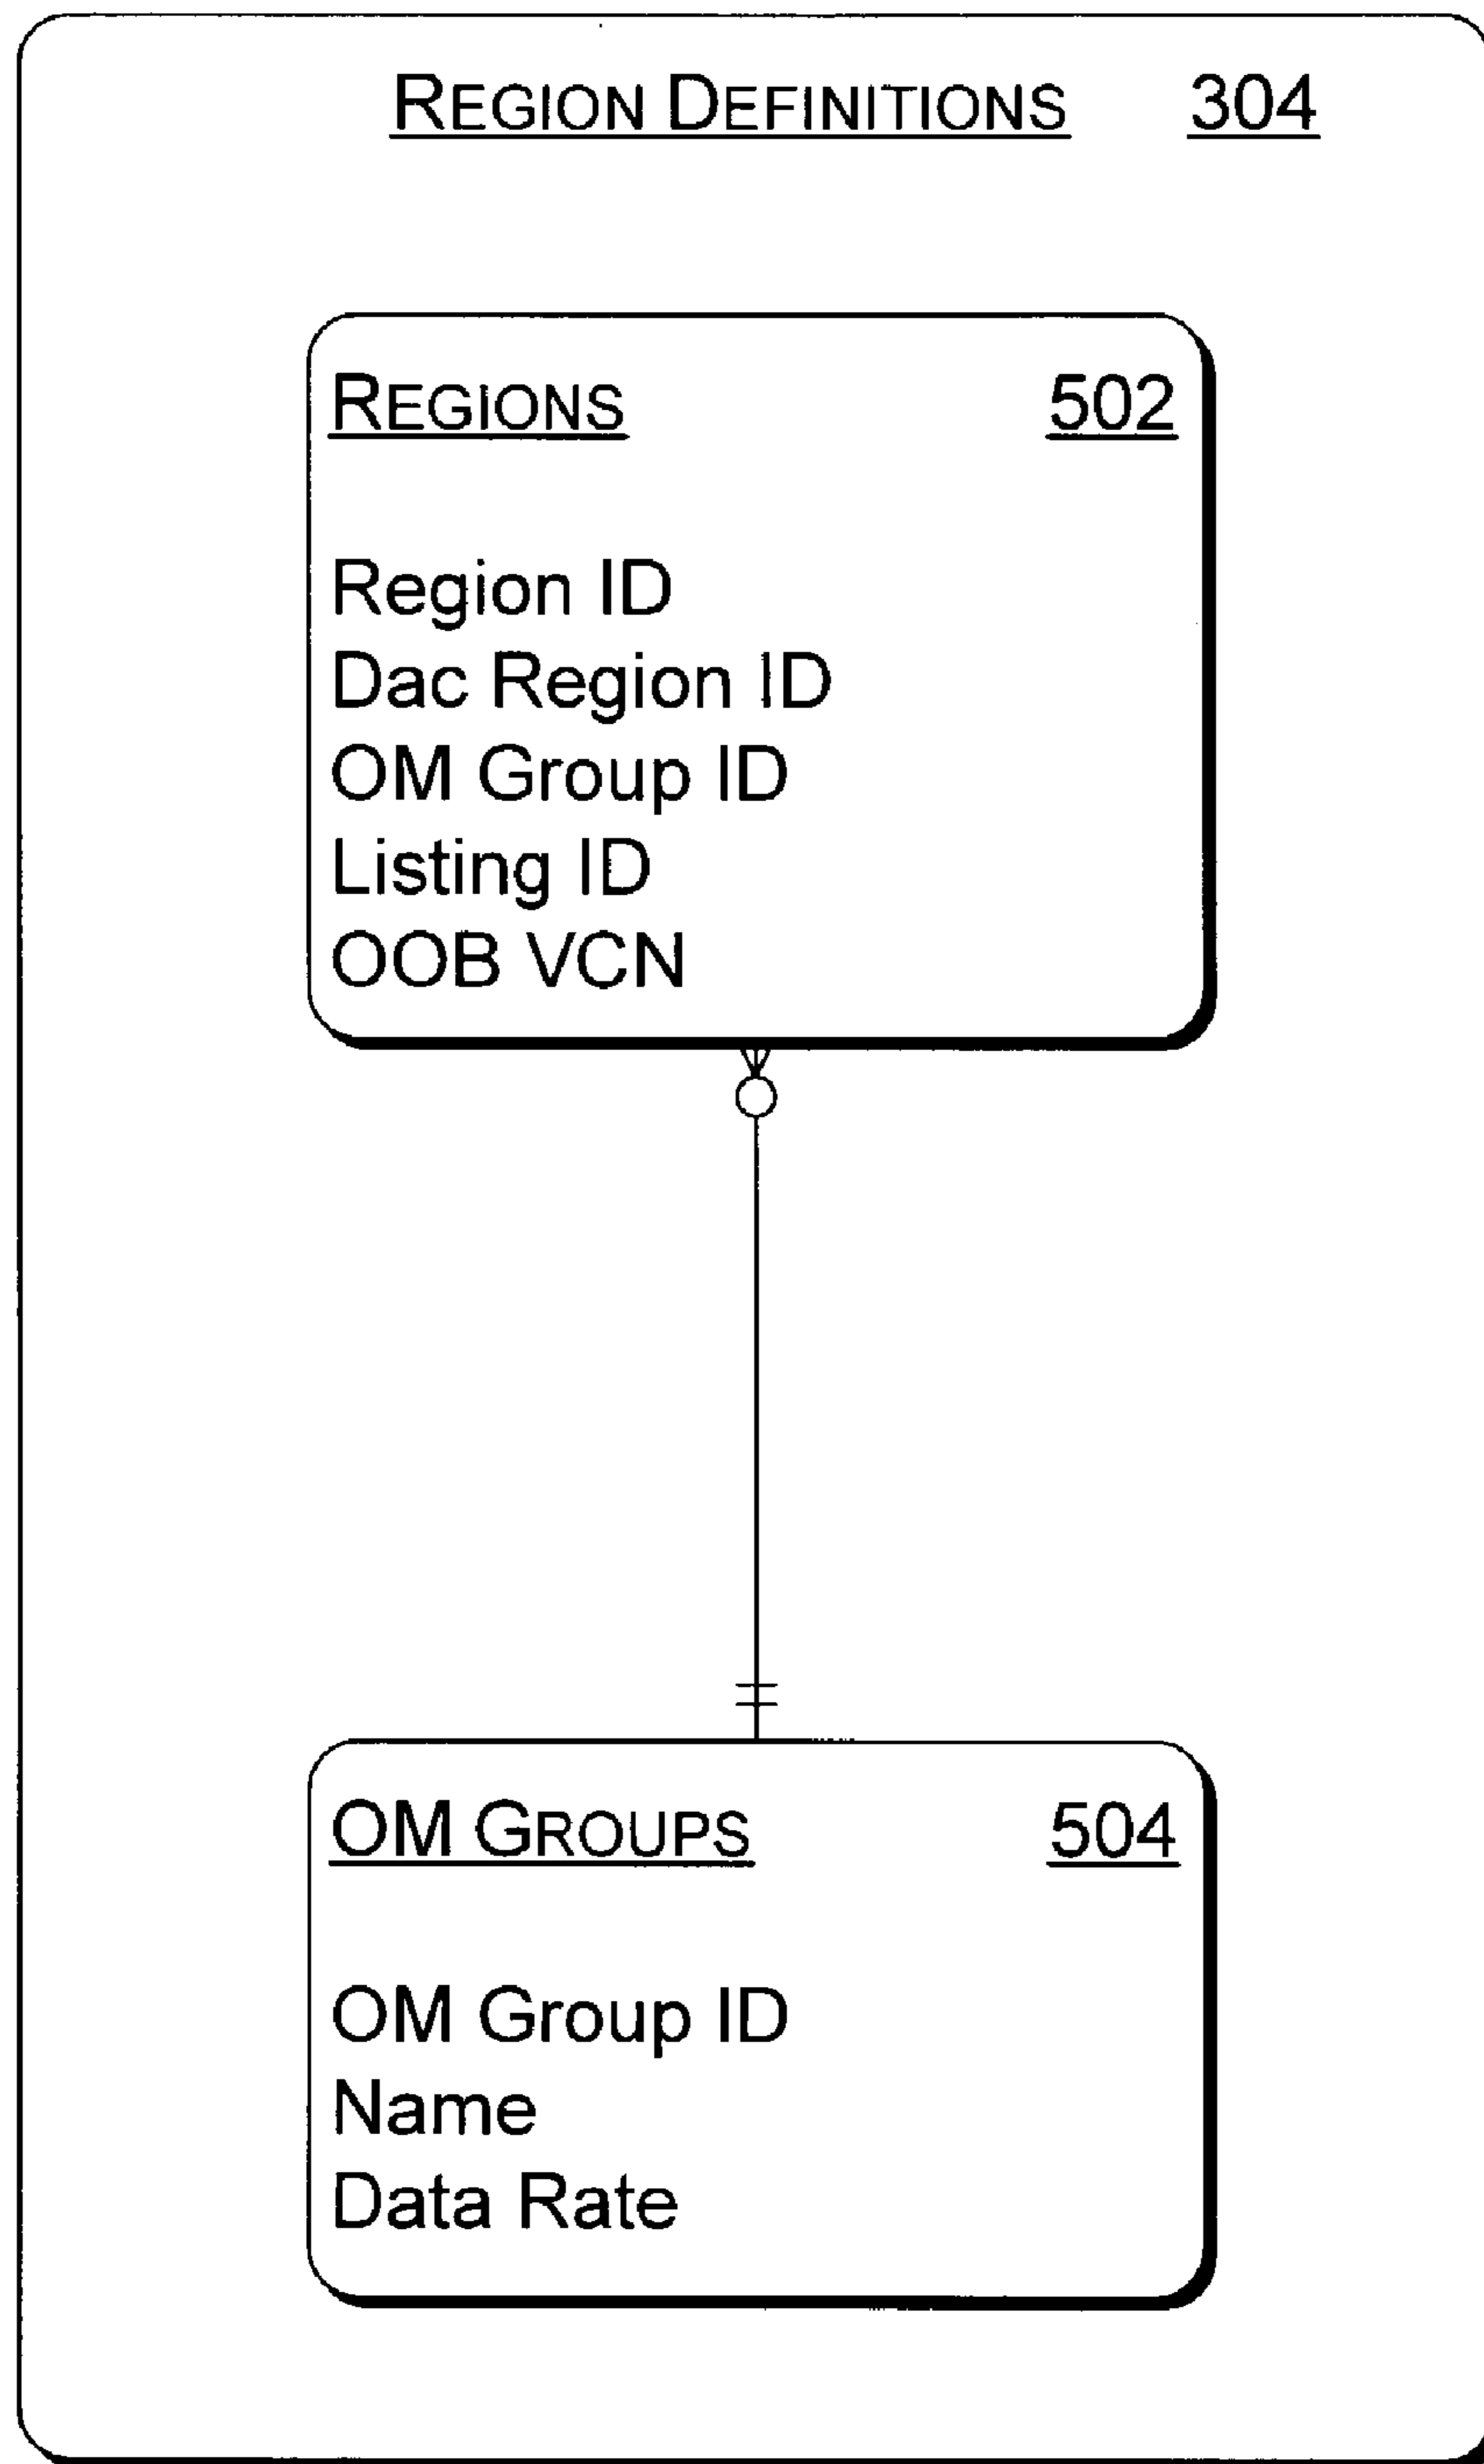 REGION DEFINITIONS 304
REGIONS 502
Region ID
Dac Region ID
OM Group ID
Listing ID
OOB VCN
OM GROUPS 504
OM Group ID
Name
Data Rate